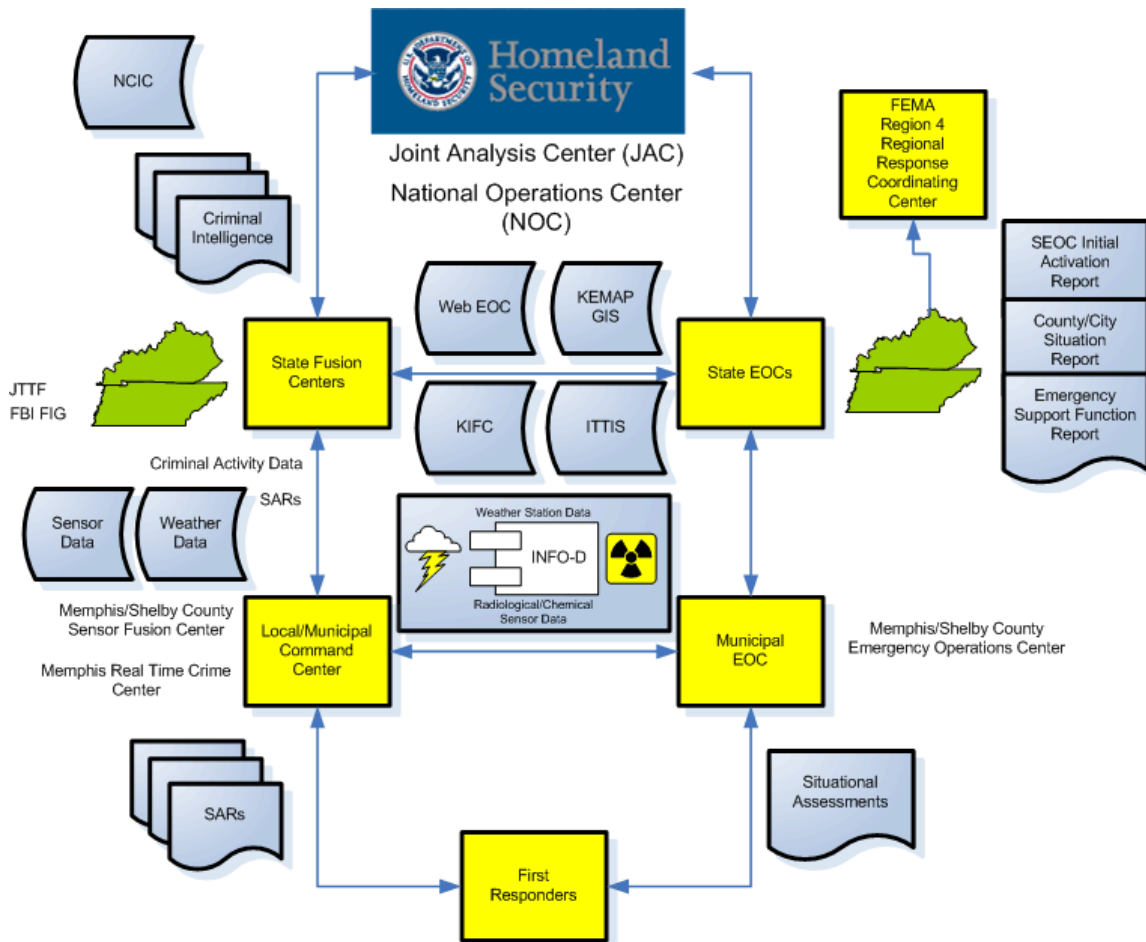 NCIC
U.S. DEPARTMENT OF
HOMELAND SECURITY
Homeland
Security
Joint Analysis Center (JAC)
National Operations Center
(NOC)
FEMA
Region 4
Regional
Response
Coordinating
Center
Criminal
Intelligence
SEOC Initial
Activation
Report
County/City
Situation
Report
Emergency
Support Function
Report
Web EOC
KEMAP
GIS
JTTF
FBI FIG
State Fusion
Centers
State EOCs
KIFC
ITTIS
Criminal Activity Data
SARs
Sensor
Data
Weather
Data
Weather Station Data
INFO-D
Radiological/Chemical
Sensor Data
Memphis/Shelby County
Sensor Fusion Center
Memphis Real Time Crime
Center
Local/Municipal
Command
Center
Municipal
EOC
Memphis/Shelby County
Emergency Operations Center
SARs
Situational
Assessments
First
Responders